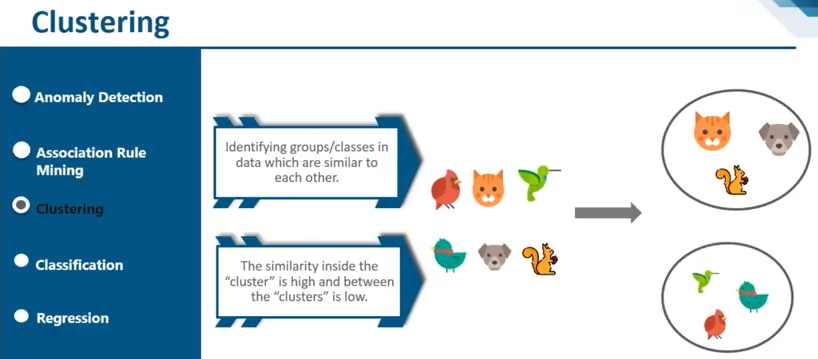 Clustering
Anomaly Detection
Association Rule
Mining
Clustering
Classification
Regression
Identifying groups/classes in
data which are similar to
each other.
The similarity inside the
“cluster” is high and between
the “clusters” is low.